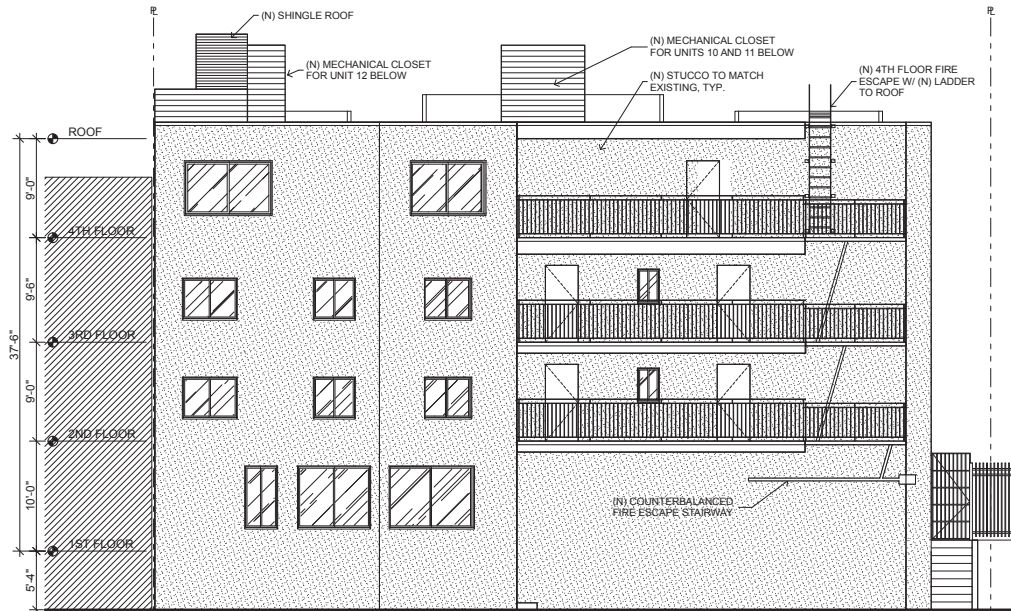 PL
PL
(N) SHINGLE ROOF
(N) MECHANICAL CLOSET
FOR UNIT 12 BELOW
(N) MECHANICAL CLOSET
FOR UNITS 10 AND 11 BELOW
(N) STUCCO TO MATCH
EXISTING, TYP.
(N) 4TH FLOOR FIRE
ESCAPE W/ (N) LADDER
TO ROOF
ROOF
9'-0"
4TH FLOOR
9'-6"
37'-6"
3RD FLOOR
9'-0"
2ND FLOOR
10'-0"
(N) COUNTERBALANCED
FIRE ESCAPE STAIRWAY
1ST FLOOR
5'-4"